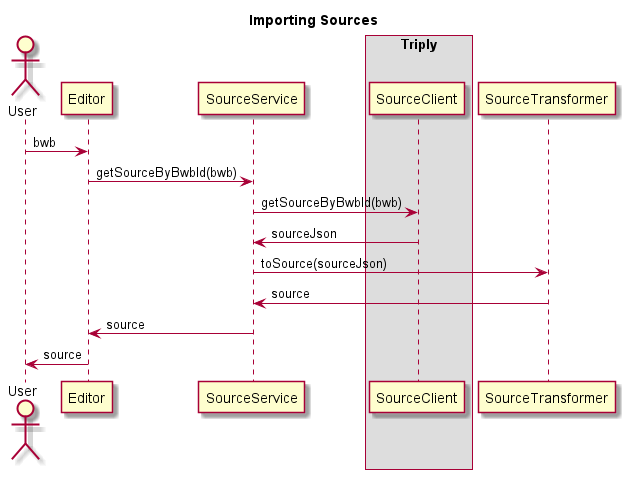 Importing Sources
Triply
User
Editor
SourceService
SourceClient
SourceTransformer
bwb
getSourceByBwbId(bwb)
getSourceByBwbId(bwb)
sourceJson
toSource(sourceJson)
source
source
source
User
Editor
SourceService
SourceClient
SourceTransformer